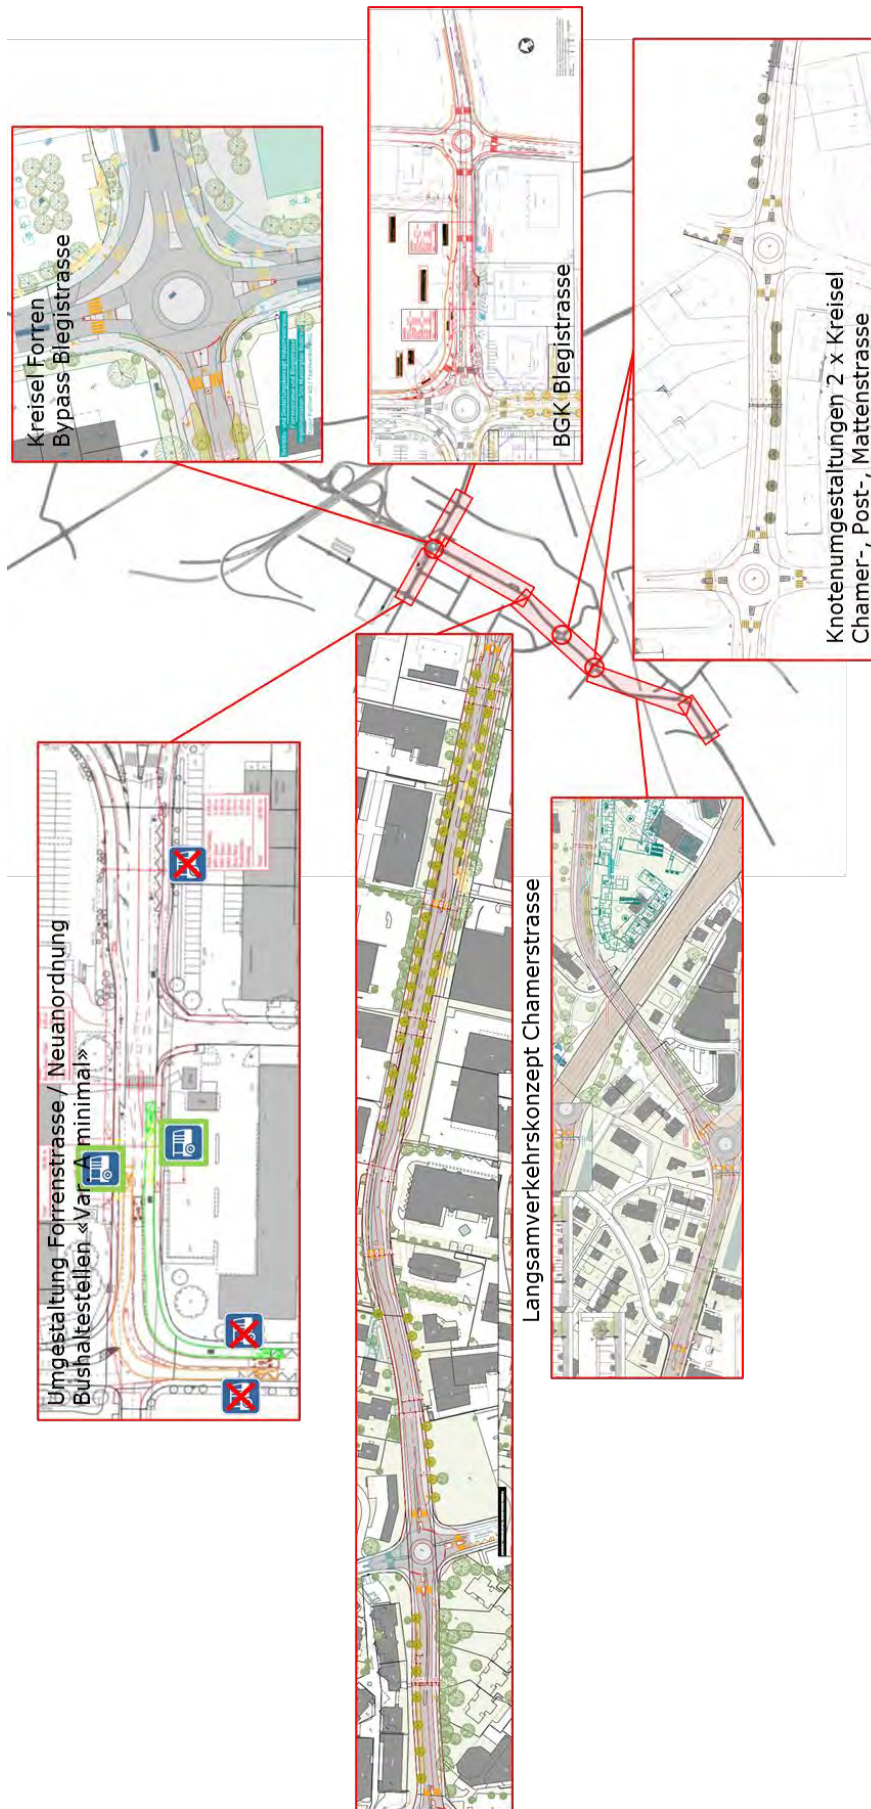 Kreisel Forren
Bypass Blegistrasse
BGK Blegistrasse
Knotenumgestaltungen 2 x Kreisel
Chamer-, Post-, Mattenstrasse
Umgestaltung Forrenstrasse / Neuanordnung
Bushaltestellen «Var. A, minimal»
Langsamverkehrskonzept Chamerstrasse